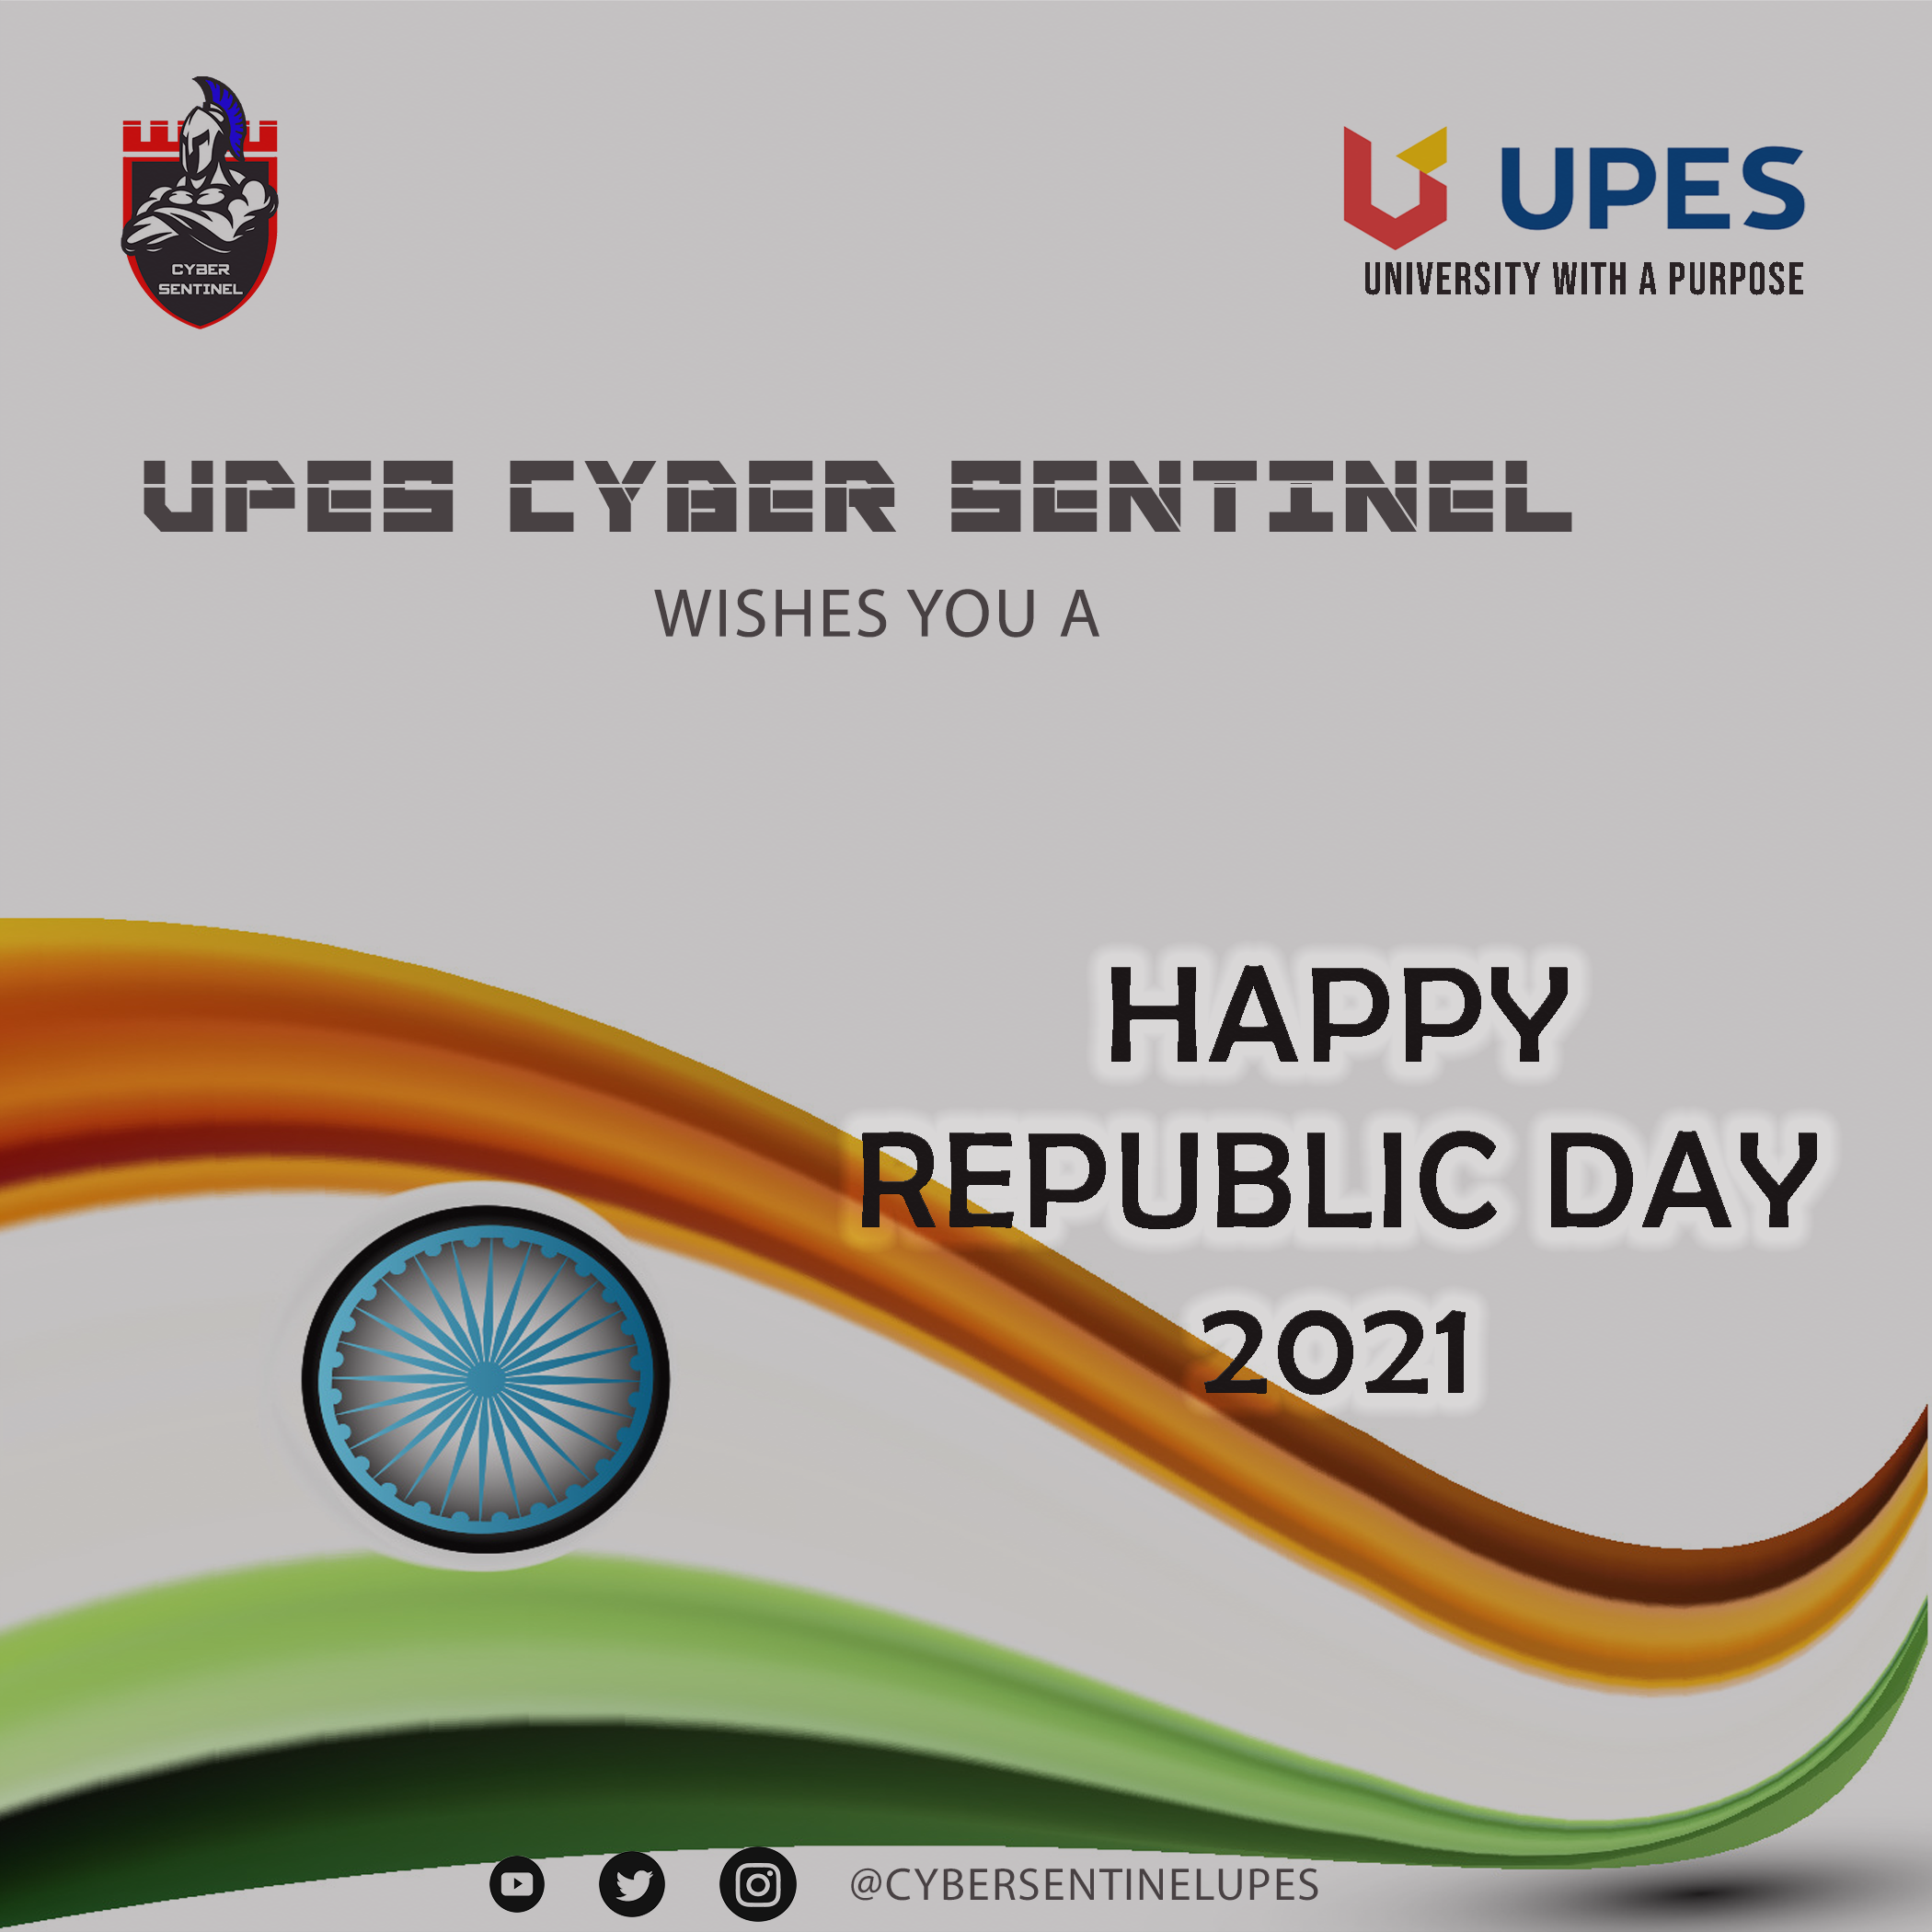 CYBER
SENTINEL
UPES
UNIVERSITY WITH A PURPOSE
UPES CYBER SENTINEL
WISHES YOU A
HAPPY
REPUBLIC DAY
2021
@CYBERSENTINELUPES